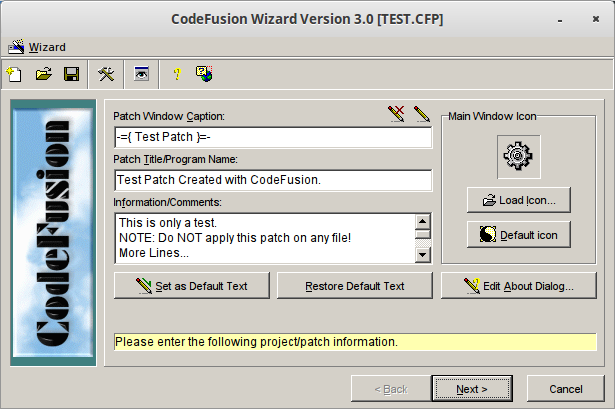 CodeFusion Wizard Version 3.0 [TEST.CFP]
Wizard
CodeFusion
Patch Window Caption:
-={ Test Patch }=-
Patch Title/Program Name:
Test Patch Created with CodeFusion.
Information/Comments:
This is only a test.
NOTE: Do NOT apply this patch on any file!
More Lines...
Main Window Icon
Load Icon...
Default icon
Set as Default Text
Restore Default Text
Edit About Dialog...
Please enter the following project/patch information.
< Back
Next >
Cancel